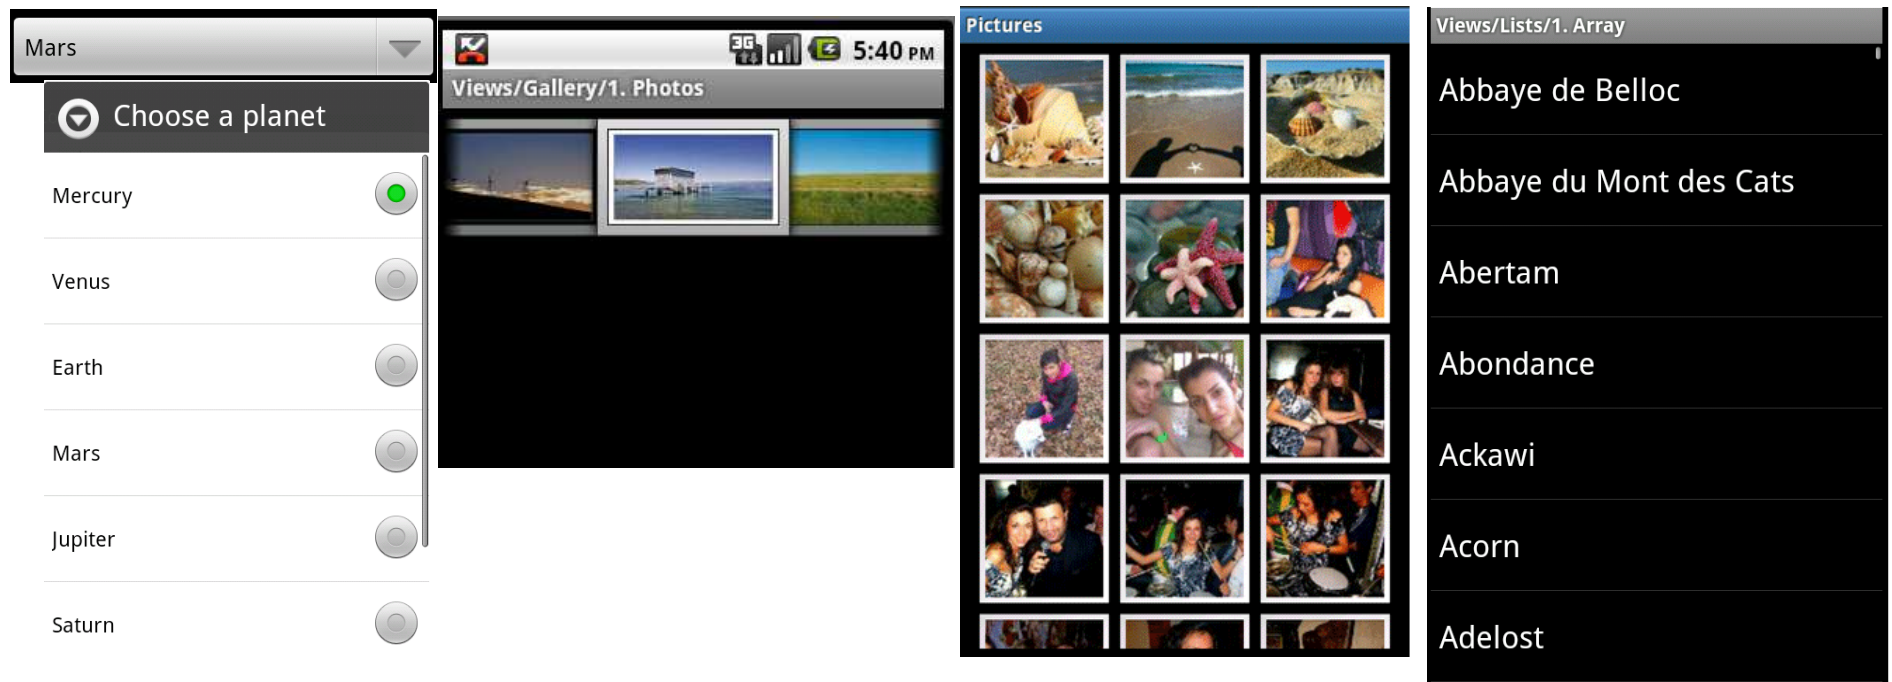 Mars
Choose a planet
Mercury
Venus
Earth
Mars
Jupiter
Saturn
3G
5:40 PM
Views/Gallery/1. Photos
Pictures
Views/Lists/1. Array
Abbaye de Belloc
Abbaye du Mont des Cats
Abertam
Abondance
Ackawi
Acorn
Adelost